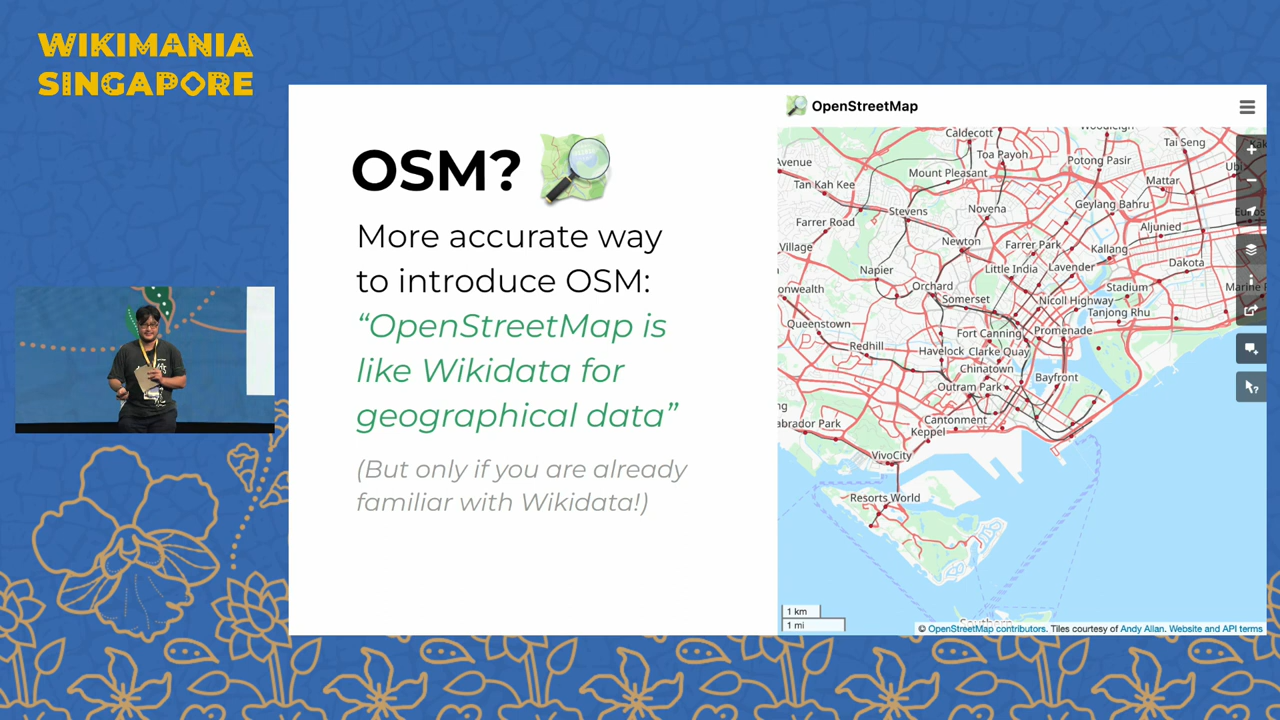 WIKIMANIA
SINGAPORE
OSM?
More accurate way
to introduce OSM:
“OpenStreetMap is
like Wikidata for
geographical data”
(But only if you are already
familiar with Wikidata!)
OpenStreetMap
Caldecott
Woodleigh
Tai Seng
Toa Payoh
Avenue
Potong Pasir
Mount Pleasant
Tan Kah Kee
Mattar
Stevens
Novena
Geylang Bahru
Farrer Road
Aljunied
Village
Newton
Farrer Park
Kallang
Napier
Little India
Lavender
Dakota
onwealth
Orchard
Stadium
Somerset
Nicoll Highway
Tanjong Rhu
Queenstown
Fort Canning
Promenade
Redhill
Havelock
Clarke Quay
Chinatown
Bayfront
Outram Park
abrador Park
Cantonment
Keppel
VivoCity
Resorts World
1 km
1 mi
© OpenStreetMap contributors. Tiles courtesy of Andy Allan. Website and API terms